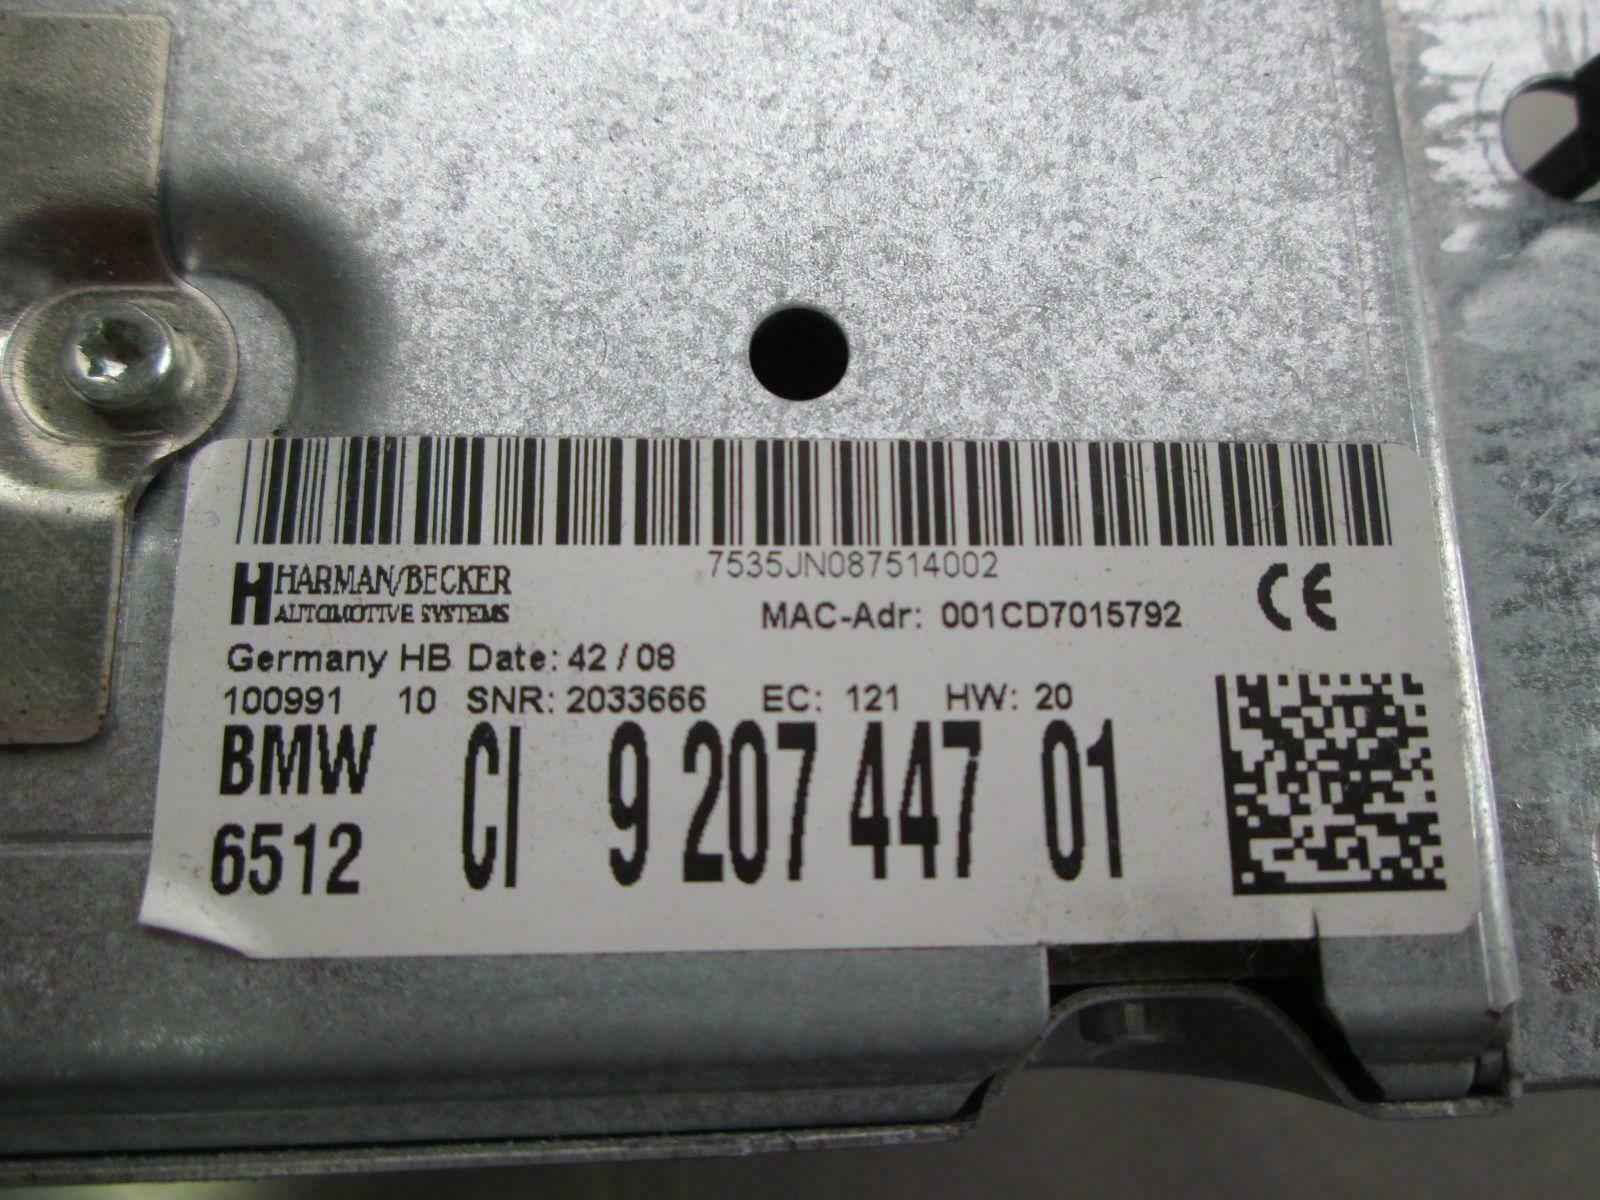 7535JN087514002
HARMAN/BECKER
AUTOMOTIVE SYSTEMS
MAC-Adr: 001CD7015792
CE
Germany HB Date: 42 / 08
100991 10 SNR: 2033666 EC: 121 HW: 20
BMW CI 9 207 447 01
6512